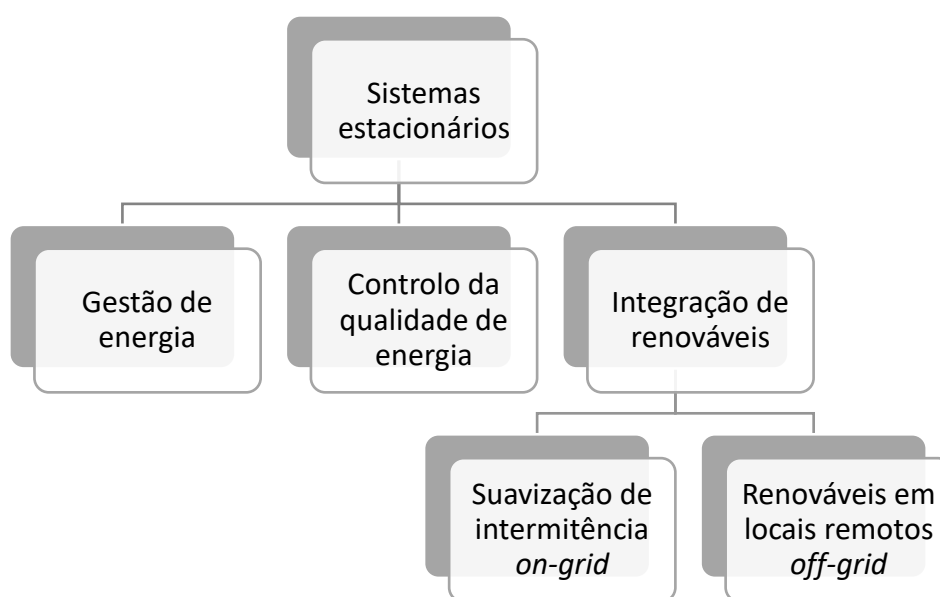 Sistemas
estacionários
Gestão de
energia
Controlo da
qualidade de
energia
Integração de
renováveis
Suavização de
intermitência
on-grid
Renováveis em
locais remotos
off-grid